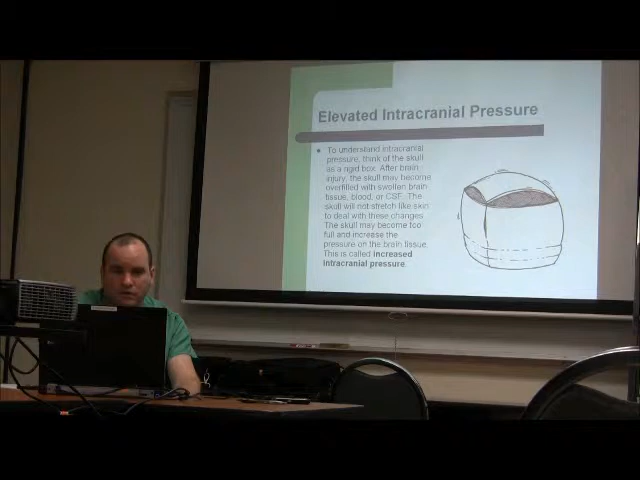 Elevated Intracranial Pressure
To understand intracranial
pressure, think of the skull
as a rigid box. After brain
injury, the skull may become
overfilled with swollen brain
tissue, blood, or CSF. The
skull will not stretch like skin
to deal with these changes
The skull may become too
full and increase the
pressure on the brain tissue.
This is called increased
Intracranial pressure.